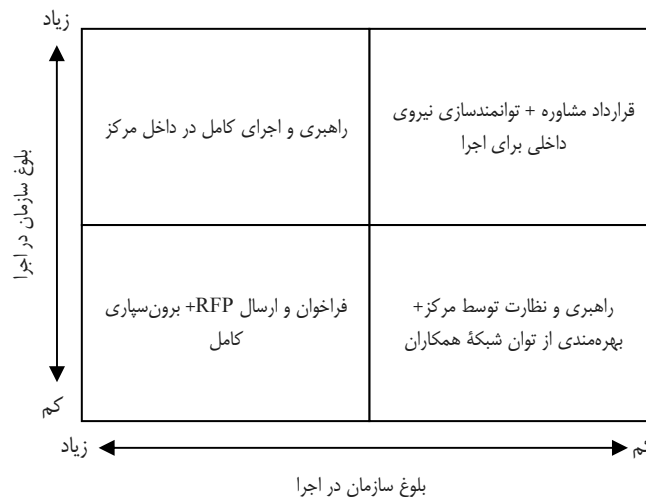 زیاد
قرارداد مشاوره + توانمندسازی نیروی
داخلی برای اجرا
راهبری و اجرای کامل در داخل مرکز
بلوغ سازمان در اجرا
راهبری و نظارت توسط مرکز+
بهره‌مندی از توان شبکۀ همکاران
فراخوان و ارسال RFP+ برون‌سپاری
کامل
کم
کم
زیاد
بلوغ سازمان در اجرا